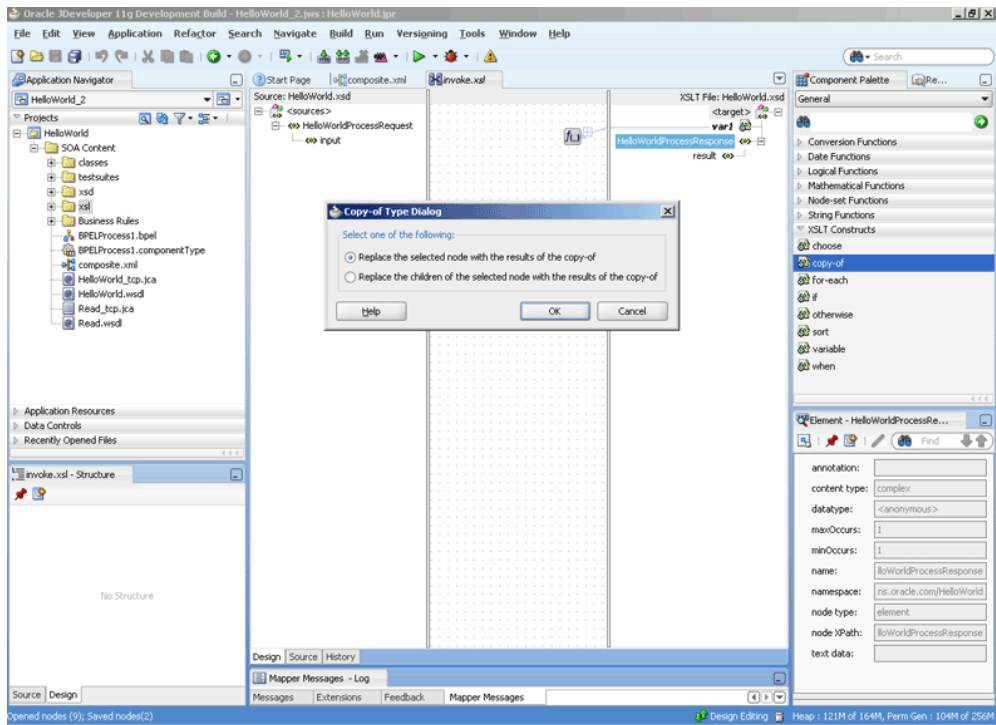 Oracle JDeveloper 11g Development Build - HelloWorld_2.jws : HelloWorld.jpr
File Edit View Application Refactor Search Navigate Build Run Versioning Tools Window Help
Search
Application Navigator
HelloWorld_2
Projects
HelloWorld
SOA Content
classes
testsuites
xsd
xsl
Business Rules
BPELProcess1.bpel
BPELProcess1.componentType
composite.xml
HelloWorld_tcp.jca
HelloWorld.wsdl
Read_tcp.jca
Read.wsdl
Application Resources
Data Controls
Recently Opened Files
invoke.xsl - Structure
No Structure
Source Design
Start Page composite.xml invoke.xsl
Source: HelloWorld.xsd
<sources>
HelloWorldProcessRequest
input
XSLT File: HelloWorld.xsd
<target>
var1
HelloWorldProcessResponse
result
Copy-of Type Dialog
Select one of the following:
Replace the selected node with the results of the copy-of
Replace the children of the selected node with the results of the copy-of
Help OK Cancel
Design Source History
Mapper Messages - Log
Messages Extensions Feedback Mapper Messages
Component Palette Re...
General
Conversion Functions
Date Functions
Logical Functions
Mathematical Functions
Node-set Functions
String Functions
XSLT Constructs
choose
copy-of
for-each
if
otherwise
sort
variable
when
Element - HelloWorldProcessRe...
Find
annotation:
content type: complex
datatype: <anonymous>
maxOccurs: 1
minOccurs: 1
name: lloWorldProcessResponse
namespace: ns.oracle.com/HelloWorld
node type: element
node XPath: lloWorldProcessResponse
text data:
Opened nodes (9); Saved nodes(2)
Design Editing
Heap : 121M of 164M, Perm Gen : 104M of 256M